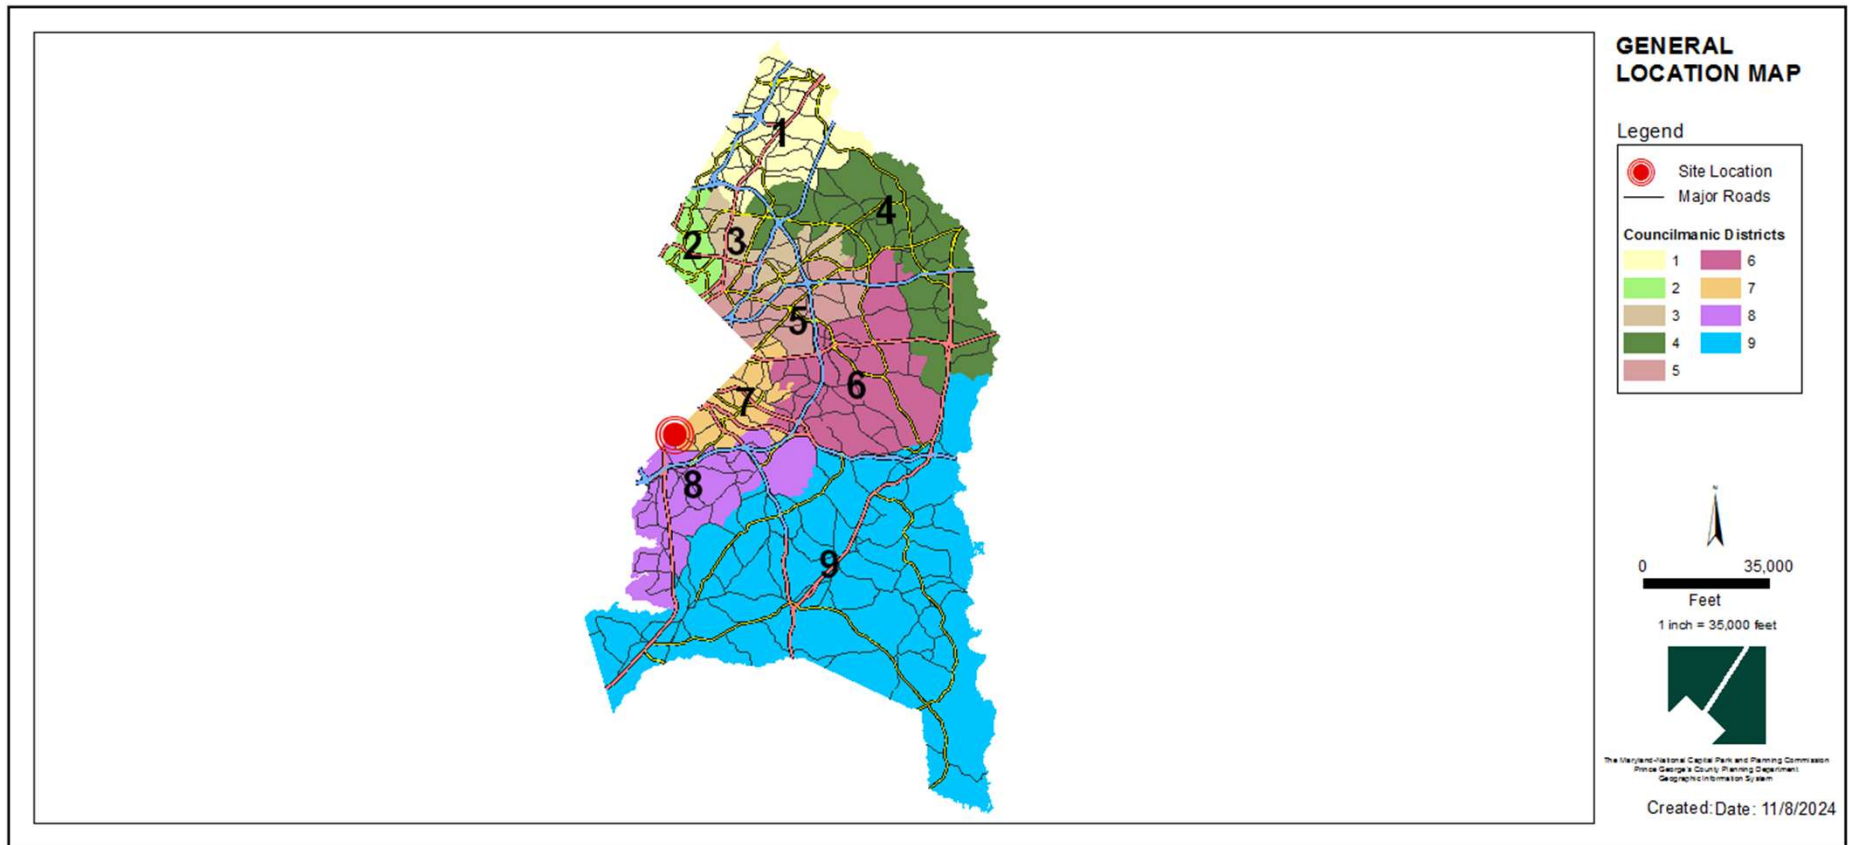 GENERAL
LOCATION MAP
Legend
Site Location
Major Roads
Councilmanic Districts
1
2
3
4
5
6
7
8
9
1
2
3
4
5
6
7
8
9
N
0 35,000
Feet
1 inch = 35,000 feet
The Maryland-National Capital Park and Planning Commission
Prince George's County Planning Department
Geographic Information System
Created: Date: 11/8/2024